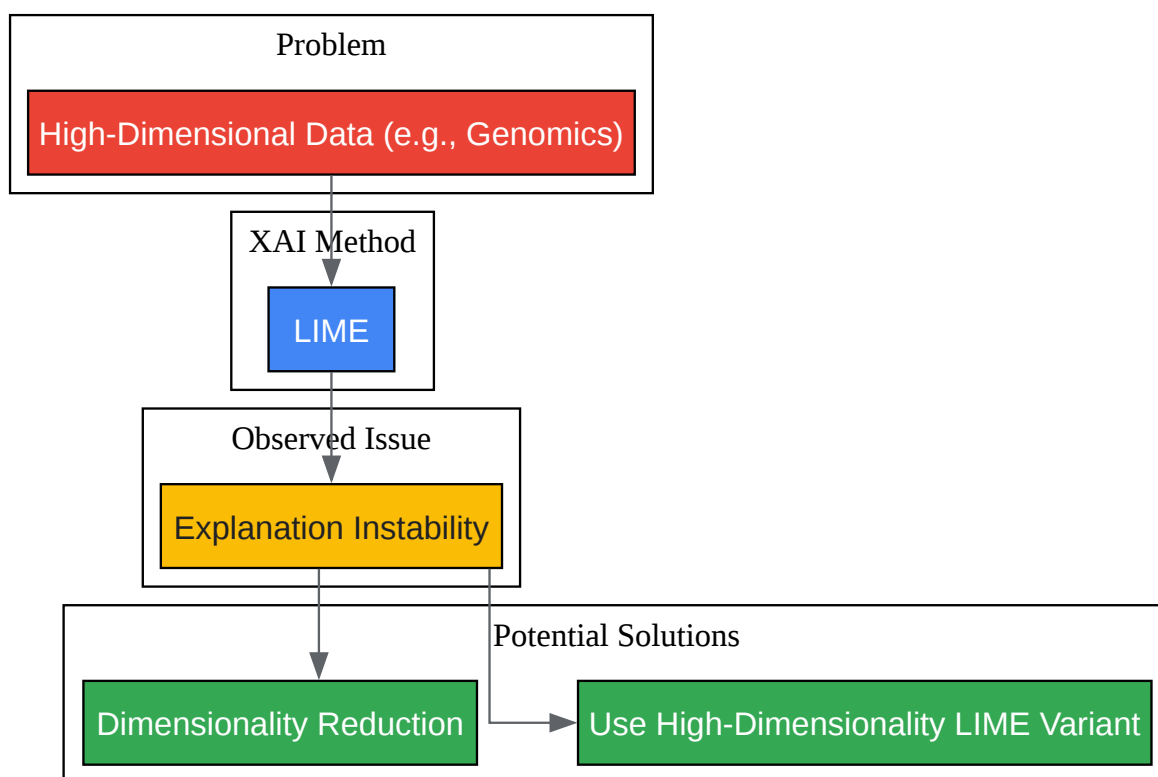 Problem
High-Dimensional Data (e.g., Genomics)
XAI Method
LIME
Observed Issue
Explanation Instability
Potential Solutions
Dimensionality Reduction
Use High-Dimensionality LIME Variant